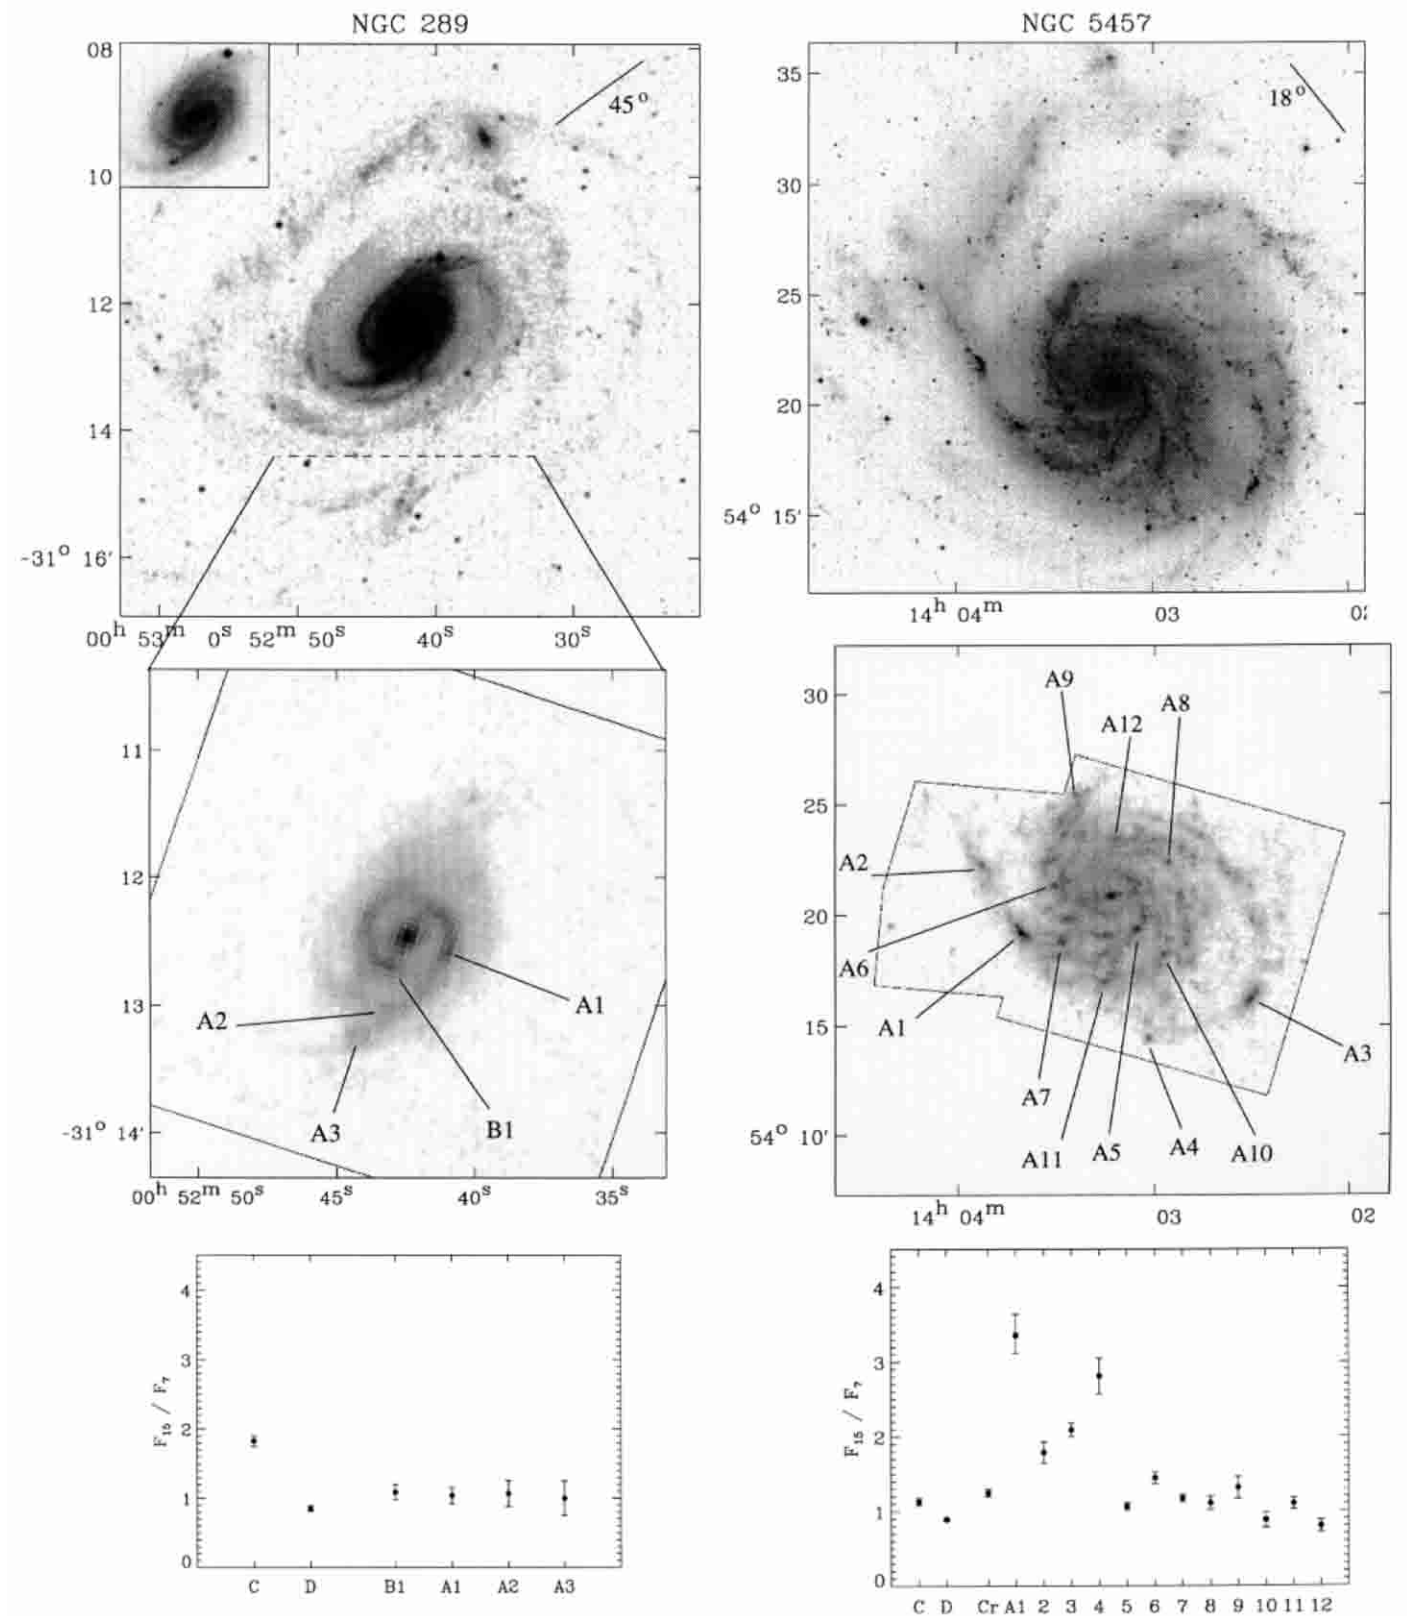 NGC 289
08
10
12
14
-31° 16'
45°
00ʰ 53ᵐ 0ˢ 52ᵐ 50ˢ 40ˢ 30ˢ
NGC 5457
35
30
25
20
54° 15'
18°
14ʰ 04ᵐ 03
11
12
13
-31° 14'
A1
A2
A3
B1
00ʰ 52ᵐ 50ˢ 45ˢ 40ˢ 35ˢ
30
25
20
15
54° 10'
A9
A8
A12
A2
A6
A1
A3
A7
A11 A5 A4 A10
14ʰ 04ᵐ 03 02
F₁₅ / F₇
4
3
2
1
0
C D B1 A1 A2 A3
F₁₅ / F₇
4
3
2
1
0
C D Cr A1 2 3 4 5 6 7 8 9 10 11 12